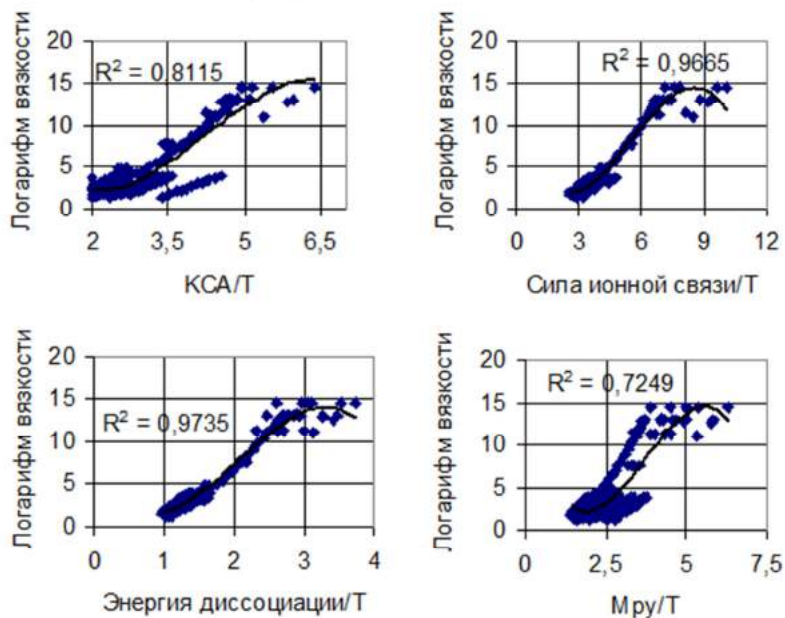 Логарифм вязкости
20
15
10
5
0
R² = 0.8115
2 3,5 5 6,5
КСА/Т
Логарифм вязкости
20
15
10
5
0
R² = 0,9665
0 3 6 9 12
Сила ионной связи/Т
Логарифм вязкости
20
15
10
5
0
R² = 0,9735
0 1 2 3 4
Энергия диссоциации/Т
Логарифм вязкости
20
15
10
5
0
R² = 0,7249
0 2,5 5 7,5
Мру/Т